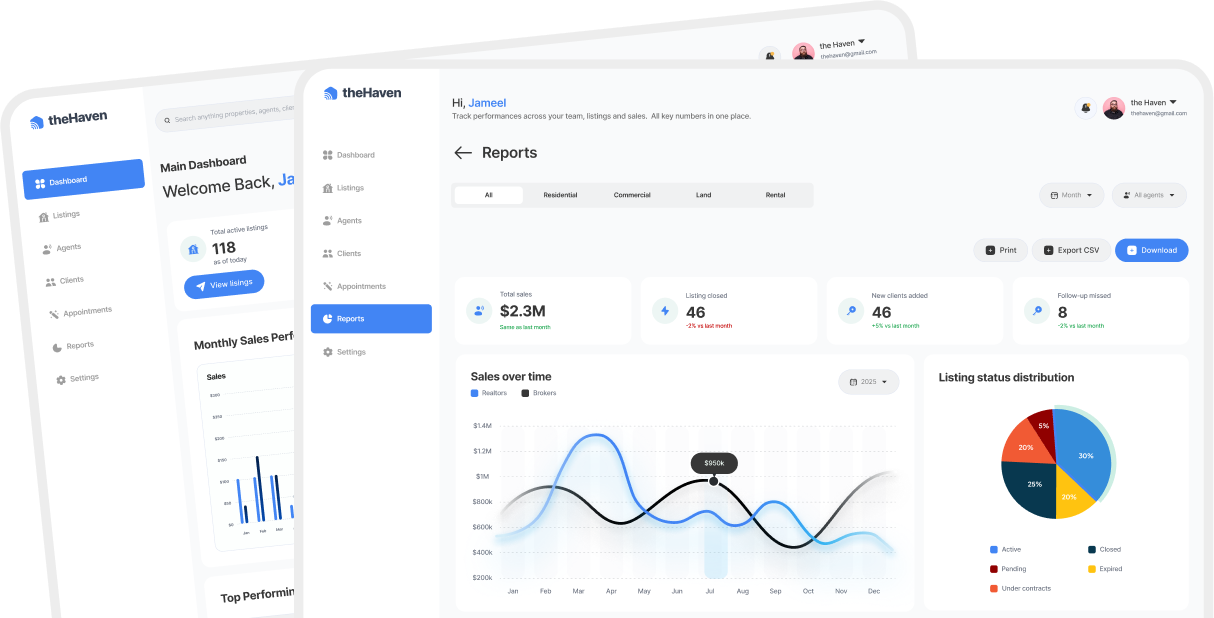 the Haven
thehaven@gmail.com
theHaven
Search anything properties, agents, clie
Main Dashboard
Welcome Back, Ja
Dashboard
Listings
Agents
Clients
Appointments
Reports
Settings
Total active listings
118
as of today
View lisings
Monthly Sales Perf
Sales
$300
$250
$200
$150
$100
$50
$0
Jan
Feb
Mar
Top Performin
theHaven
Dashboard
Listings
Agents
Clients
Appointments
Reports
Settings
Hi, Jameel
Track performances across your team, listings and sales. All key numbers in one place.
the Haven
thehaven@gmail.com
Reports
All
Residential
Commercial
Land
Rental
Month
All agents
Print
Export CSV
Download
Total sales
$2.3M
Same as last month
Listing closed
46
-2% vs last month
New clients added
46
+5% vs last month
Follow-up missed
8
-2% vs last month
Sales over time
Realtors
Brokers
2025
$1.4M
$1.2M
$1M
$800k
$600k
$400k
$200k
$950k
Jan
Feb
Mar
Apr
May
Jun
Jul
Aug
Sep
Oct
Nov
Dec
Listing status distribution
5%
30%
20%
25%
20%
Active
Closed
Pending
Expired
Under contracts